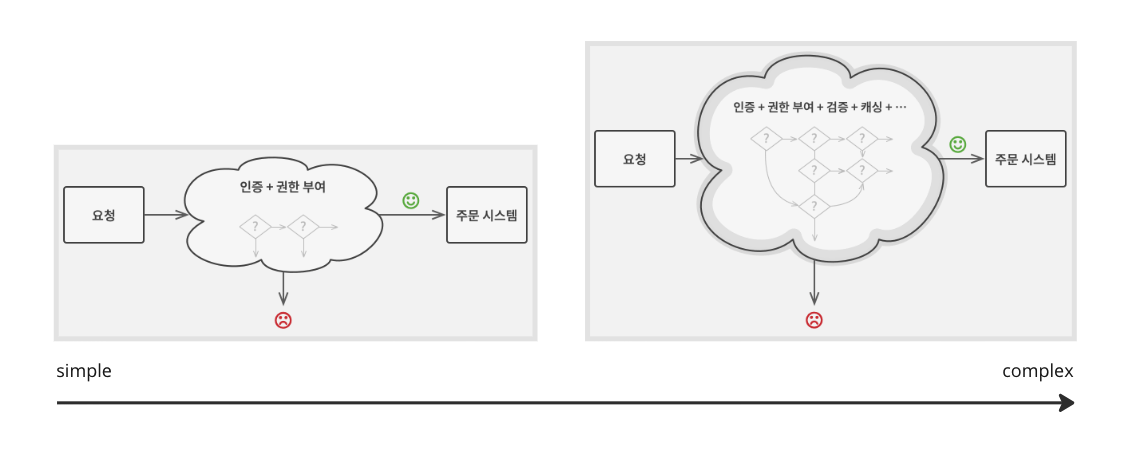 인증 + 권한 부여
요청
? ?
주문 시스템
simple
인증 + 권한 부여 + 검증 + 캐싱 + ···
요청
? ? ?
? ?
?
주문 시스템
complex